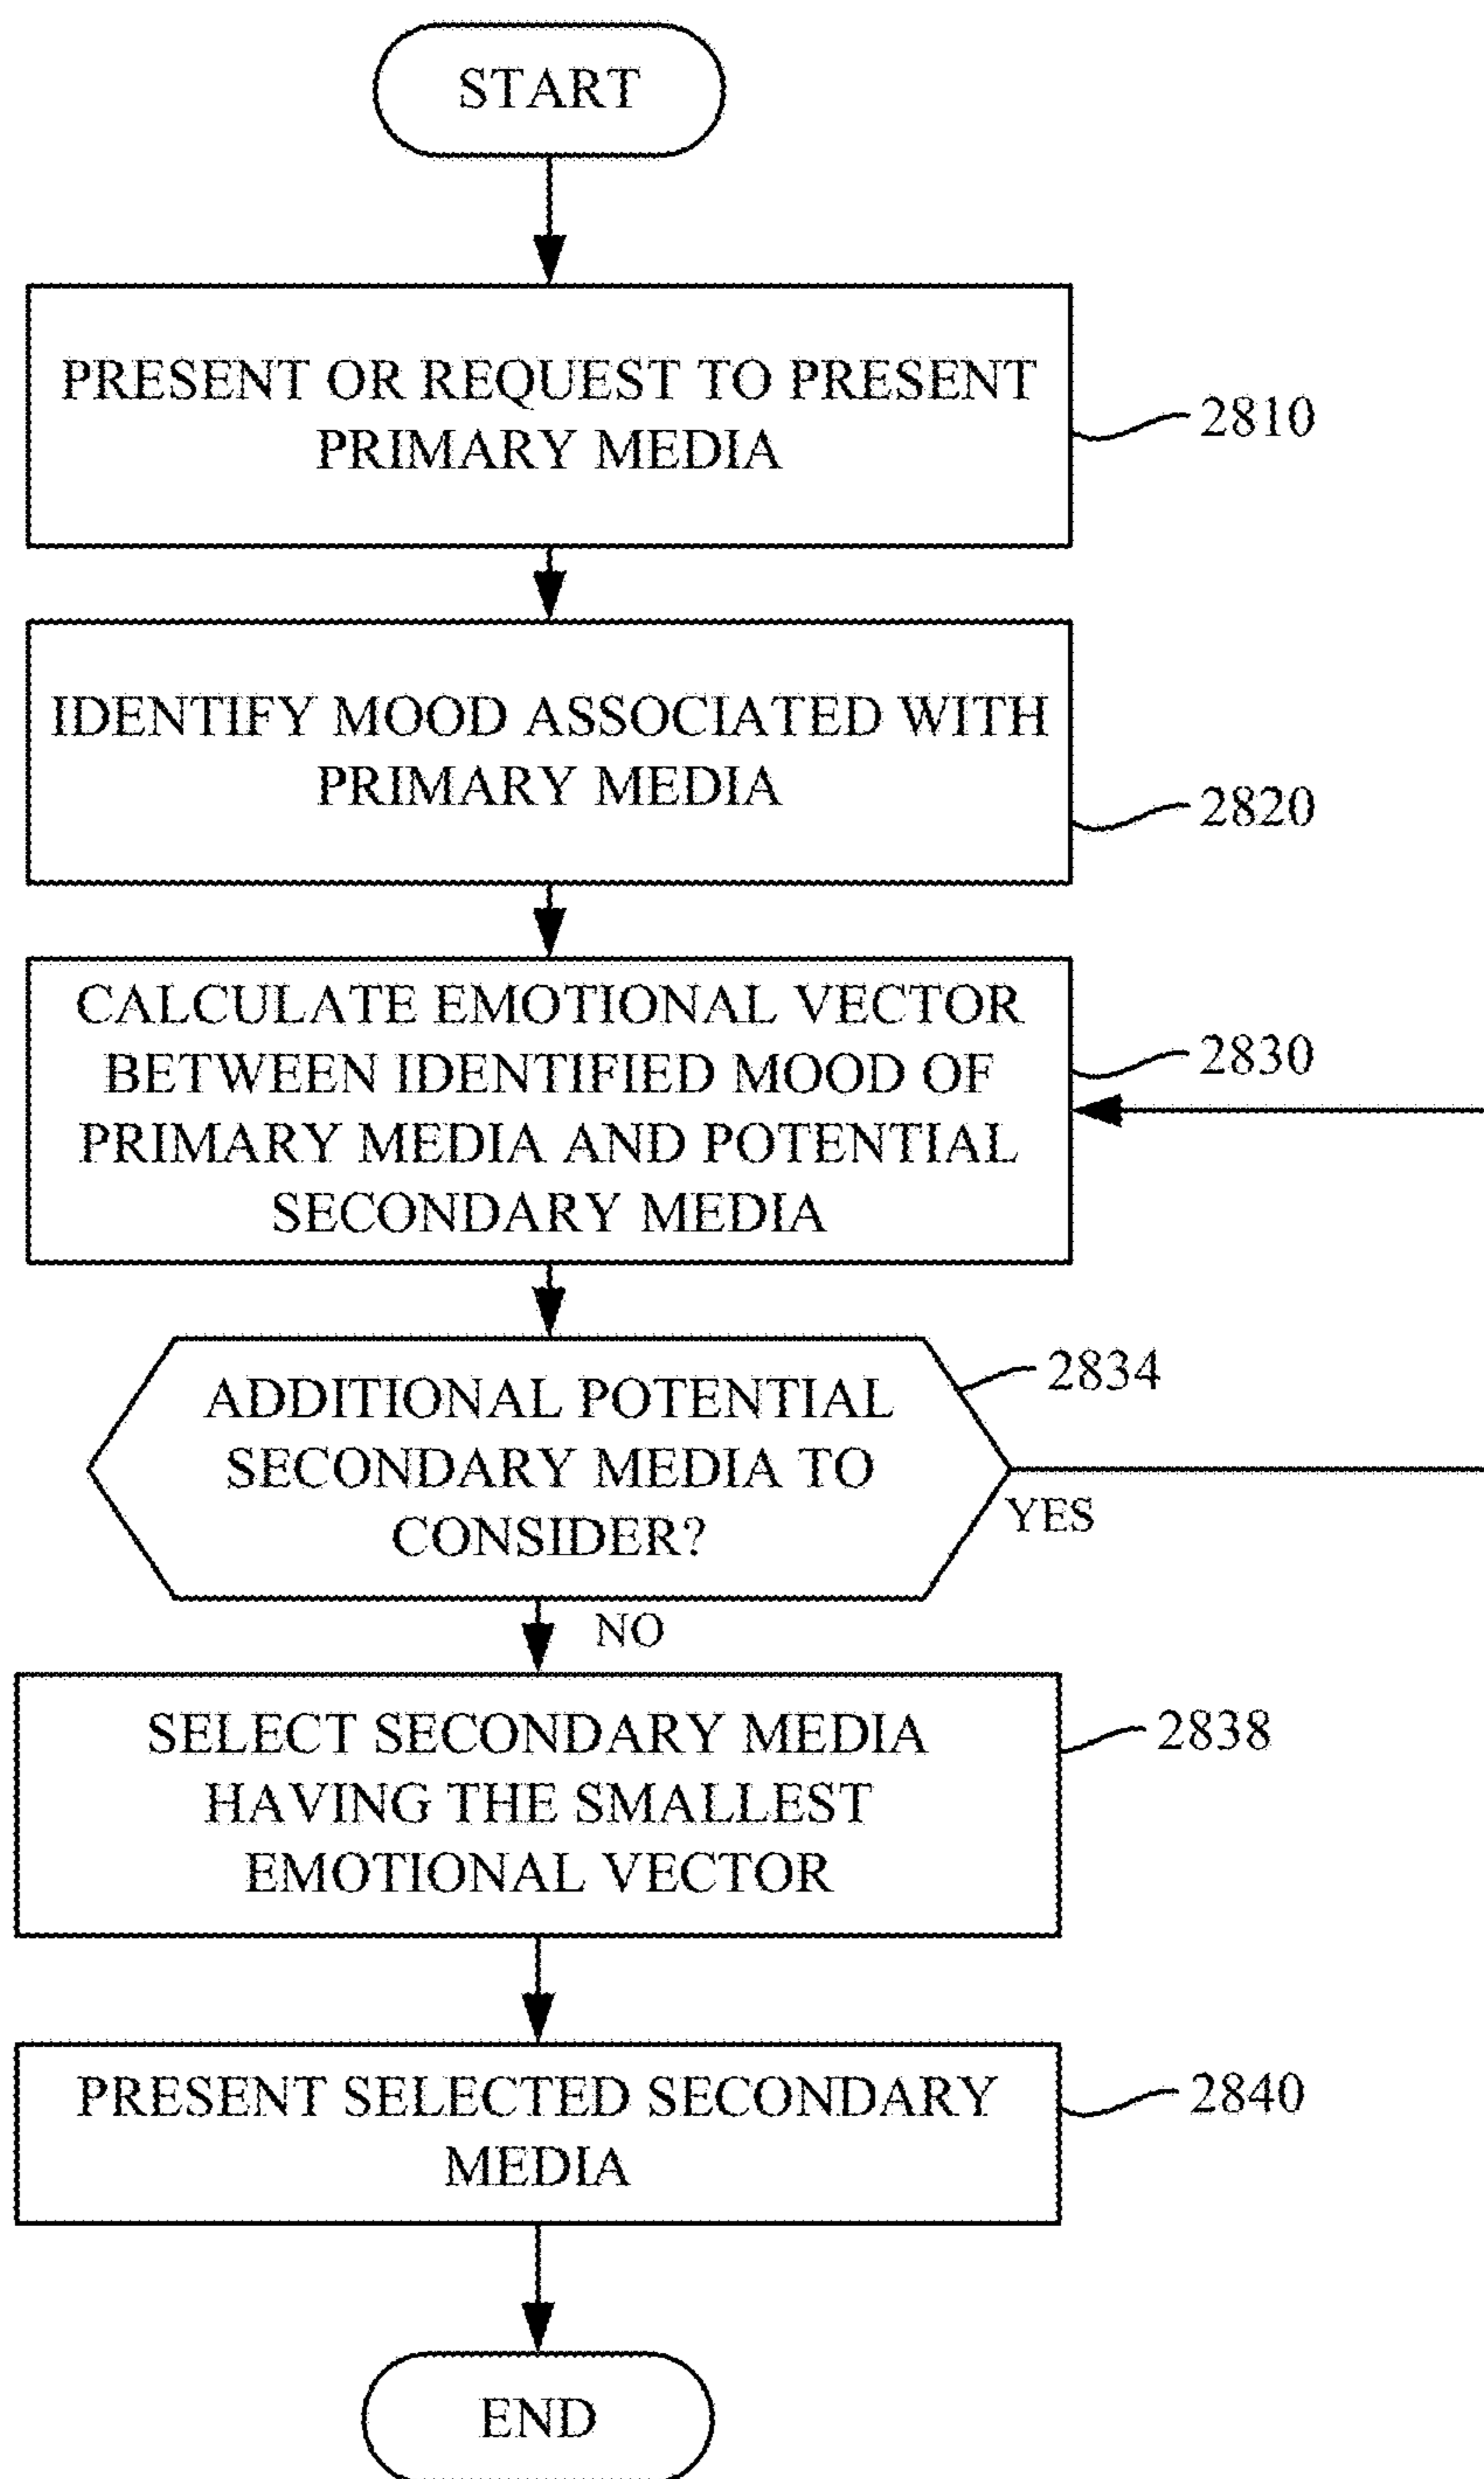 START
PRESENT OR REQUEST TO PRESENT
PRIMARY MEDIA
2810
IDENTIFY MOOD ASSOCIATED WITH
PRIMARY MEDIA
2820
CALCULATE EMOTIONAL VECTOR
BETWEEN IDENTIFIED MOOD OF
PRIMARY MEDIA AND POTENTIAL
SECONDARY MEDIA
2830
ADDITIONAL POTENTIAL
SECONDARY MEDIA TO
CONSIDER?
2834
YES
NO
SELECT SECONDARY MEDIA
HAVING THE SMALLEST
EMOTIONAL VECTOR
2838
PRESENT SELECTED SECONDARY
MEDIA
2840
END